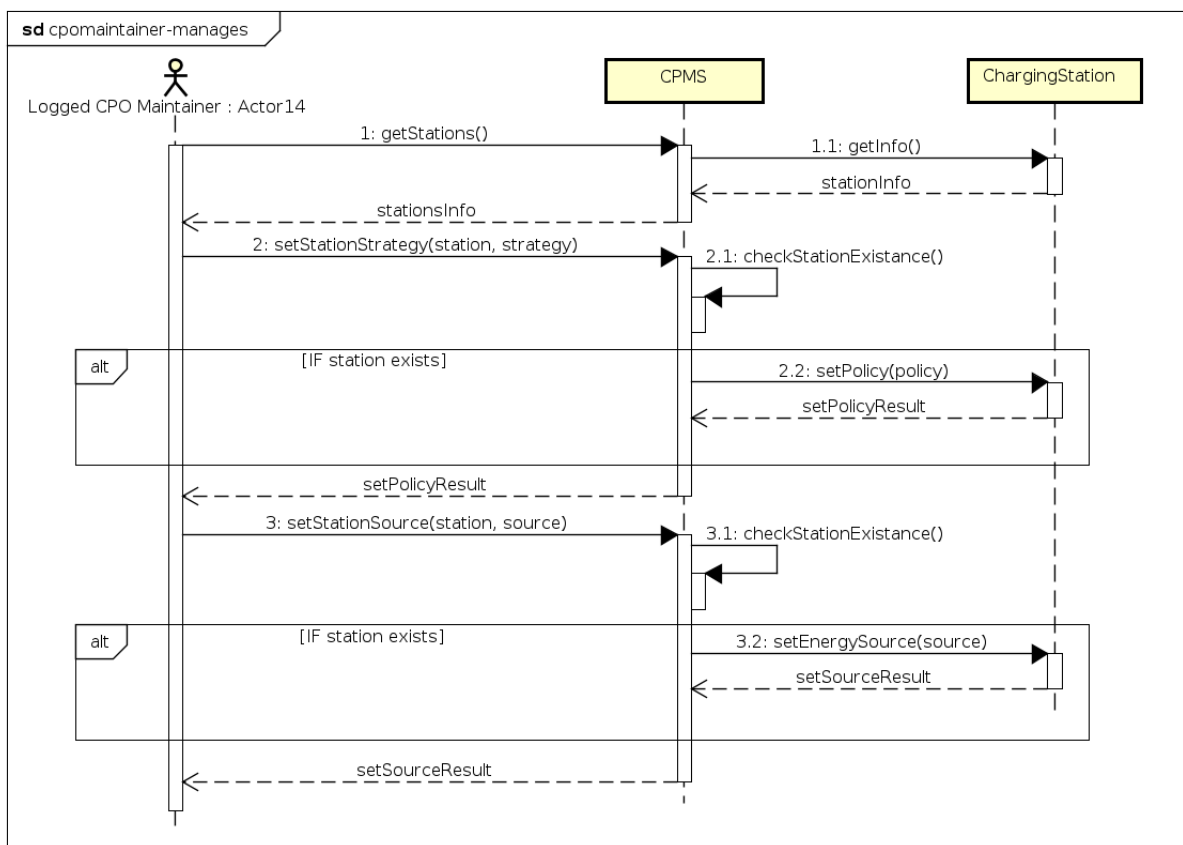 sd cpomaintainer-manages
Logged CPO Maintainer : Actor14
CPMS
ChargingStation
1: getStations()
1.1: getInfo()
stationInfo
stationsInfo
2: setStationStrategy(station, strategy)
2.1: checkStationExistance()
alt
[IF station exists]
2.2: setPolicy(policy)
setPolicyResult
setPolicyResult
3: setStationSource(station, source)
3.1: checkStationExistance()
alt
[IF station exists]
3.2: setEnergySource(source)
setSourceResult
setSourceResult